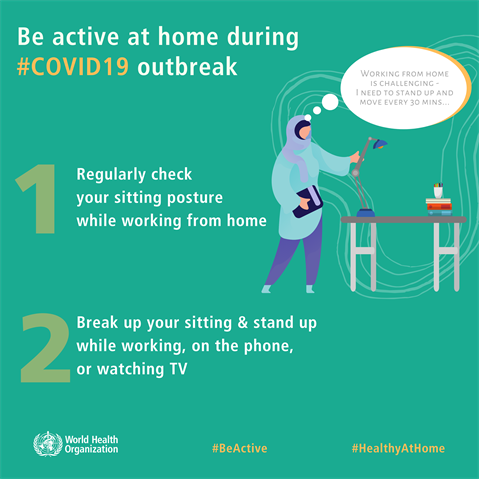 Be active at home during
#COVID19 outbreak
WORKING FROM HOME
IS CHALLENGING -
I NEED TO STAND UP AND
MOVE EVERY 30 MINS...
1
Regularly check
your sitting posture
while working from home
2
Break up your sitting & stand up
while working, on the phone,
or watching TV
World Health
Organization
#BeActive
#HealthyAtHome